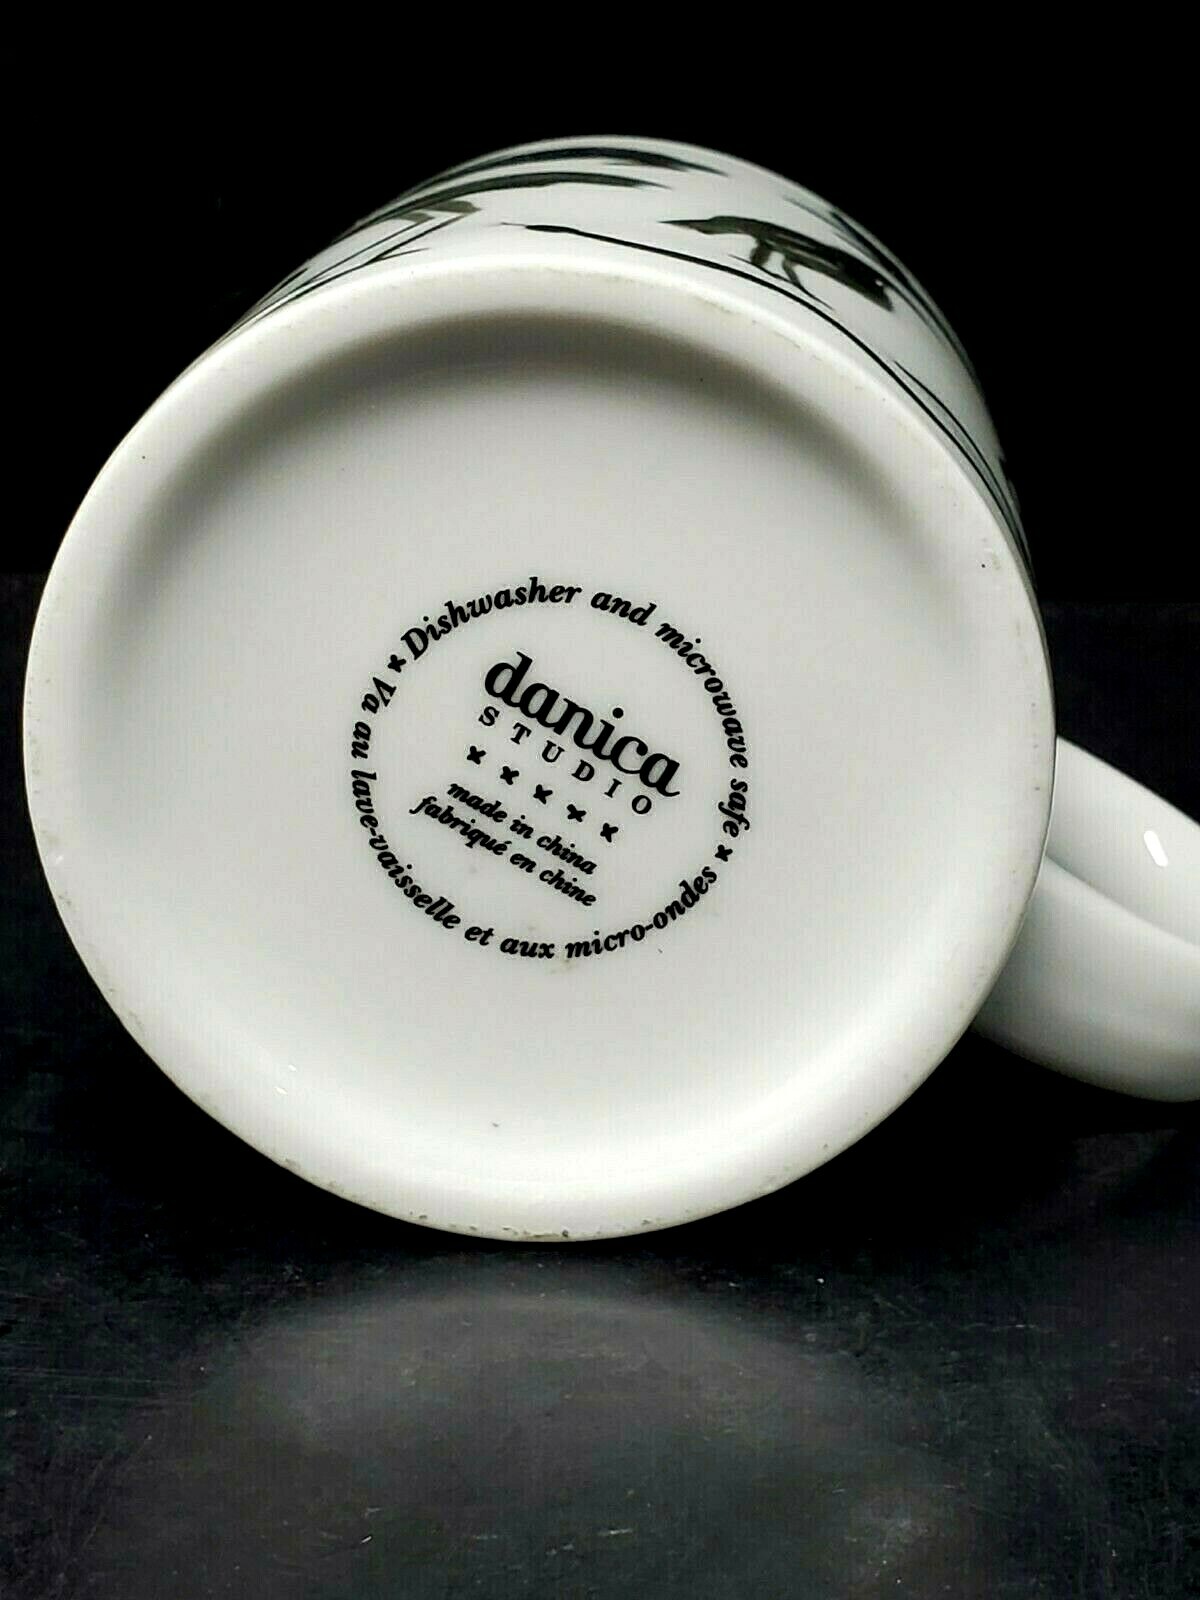 Dishwasher and microwave safe
danica
STUDIO
made in china
fabriqué en chine
Va au lave-vaisselle et aux micro-ondes